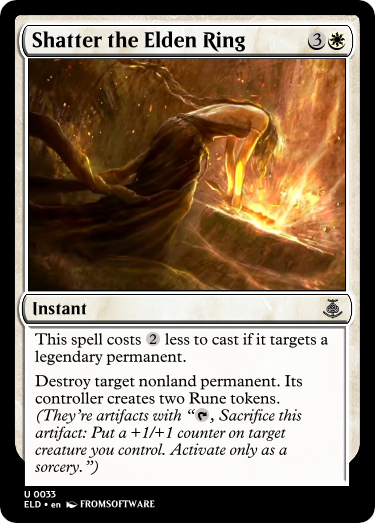 Shatter the Elden Ring 3
Instant
This spell costs 2 less to cast if it targets a
legendary permanent.
Destroy target nonland permanent. Its
controller creates two Rune tokens.
(They're artifacts with “, Sacrifice this
artifact: Put a +1/+1 counter on target
creature you control. Activate only as a
sorcery.”)
U 0033
ELD • en FROMSOFTWARE